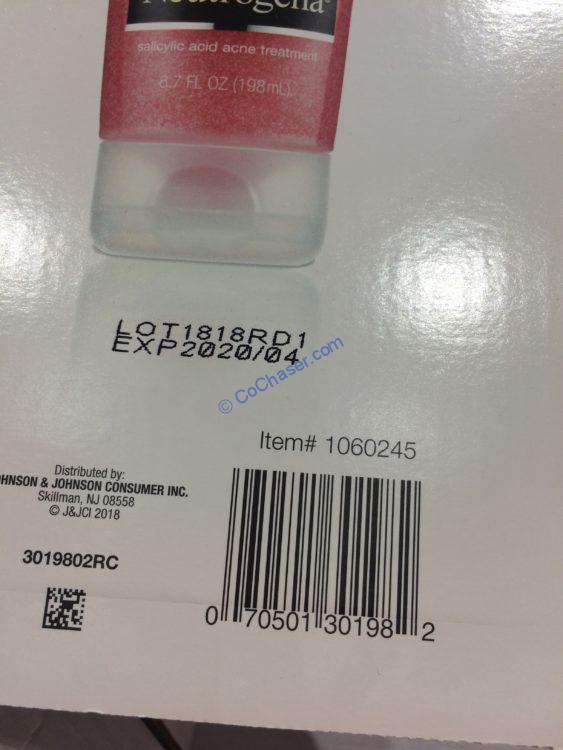 Neutrogena®
salicylic acid acne treatment
6.7 FL OZ (198mL)
LOT1818RD1
EXP2020/04
© CoChaser.com
Item# 1060245
Distributed by:
OHNSON & JOHNSON CONSUMER INC.
Skillman, NJ 08558
© J&JCI 2018
3019802RC
0 70501 30198 2